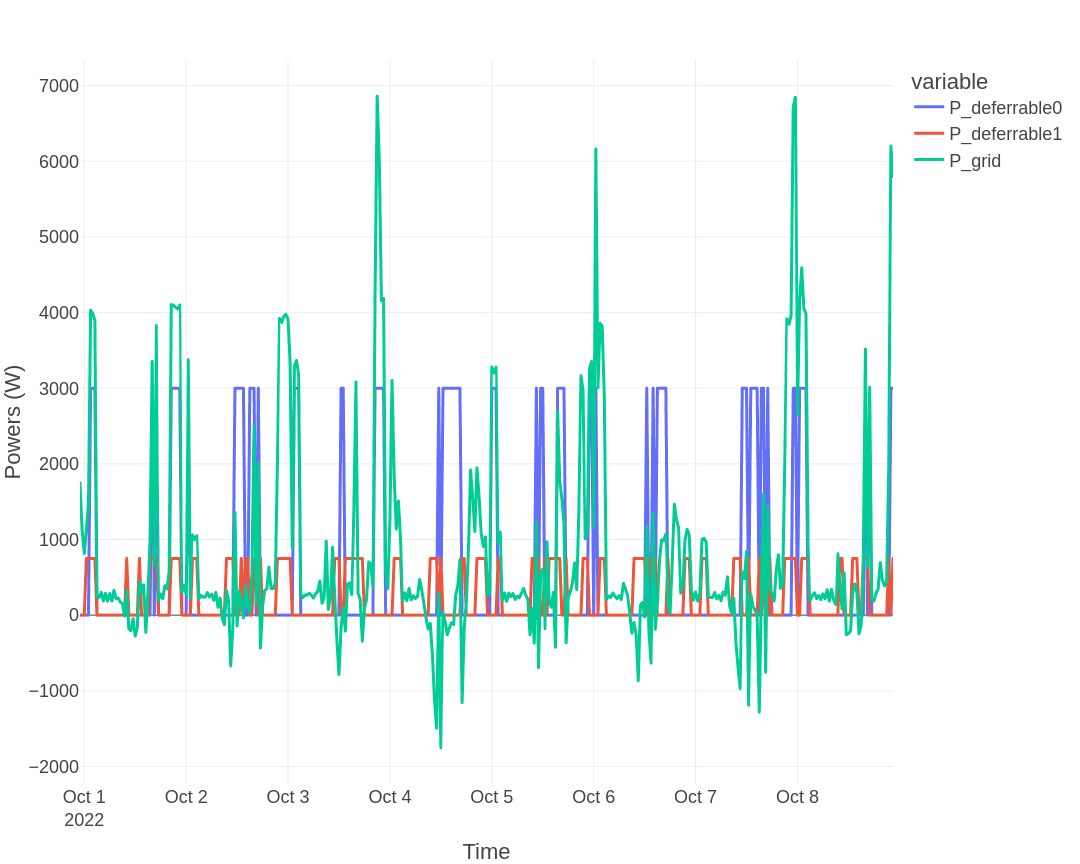 variable
P_deferrable0
P_deferrable1
P_grid
Powers (W)
7000
6000
5000
4000
3000
2000
1000
0
−1000
−2000
Oct 1 Oct 2 Oct 3 Oct 4 Oct 5 Oct 6 Oct 7 Oct 8
2022
Time